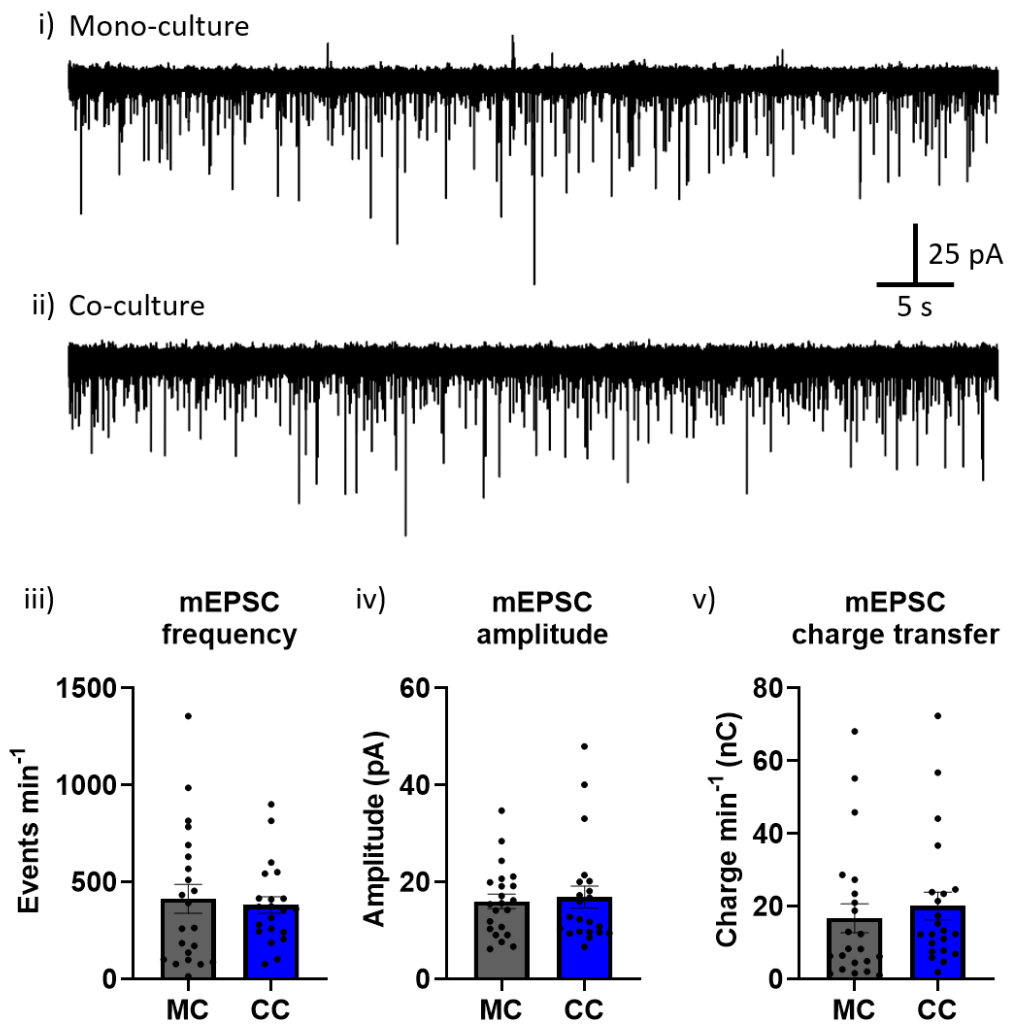 i) Mono-culture
25 pA
5 s
ii) Co-culture
iii) mEPSC
frequency
1500
1000
500
0
Events min-1
MC CC
iv) mEPSC
amplitude
60
40
20
0
Amplitude (pA)
MC CC
v) mEPSC
charge transfer
80
60
40
20
0
Charge min-1 (nC)
MC CC